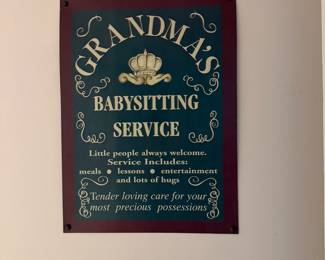 GRANDMA'S
BABYSITTING
SERVICE
Little people always welcome.
Service Includes:
meals • lessons • entertainment
and lots of hugs
Tender loving care for your
most precious possessions